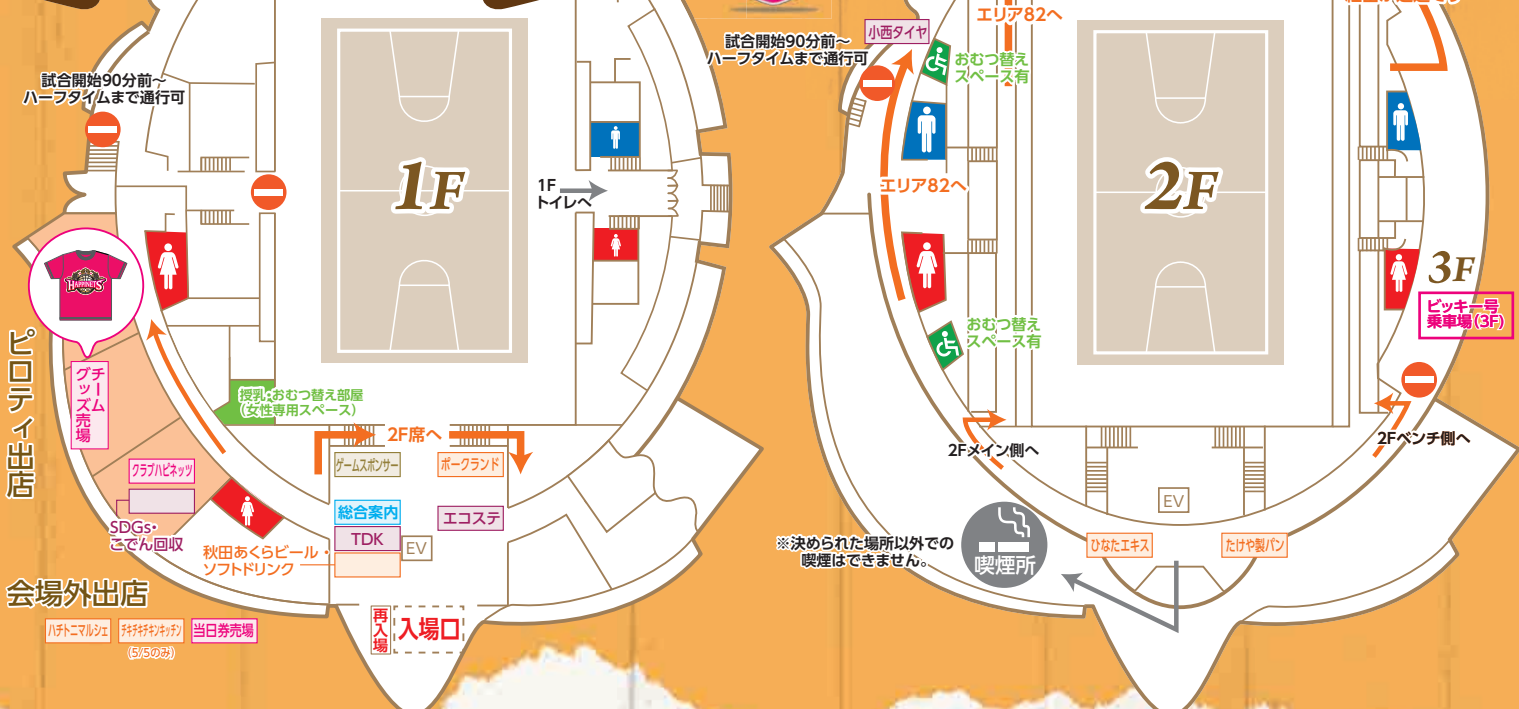 試合開始90分前~
ハーフタイムまで通行可
1F
1F
トイレへ
HAPPINETS
ピロティ出店
チーム
グッズ売場
授乳・おむつ替え部屋
(女性専用スペース)
2F席へ
ゲームスポンサー
ポークランド
クラブハピネッツ
SDGs・
こでん回収
総合案内
TDK
エコステ
EV
秋田あくらビール・
ソフトドリンク
会場外出店
ハチトニマルシェ
チキチキチキンキッチン
(5/5のみ)
当日券売場
再入場
入場口
エリア82へ
小西タイヤ
試合開始90分前~
ハーフタイムまで通行可
おむつ替え
スペース有
エリア82へ
2F
おむつ替え
スペース有
3F
ビッキー号
乗車場(3F)
2Fメイン側へ
2Fベンチ側へ
EV
※決められた場所以外での
喫煙はできません。
喫煙所
ひなたエキス
たけや製パン